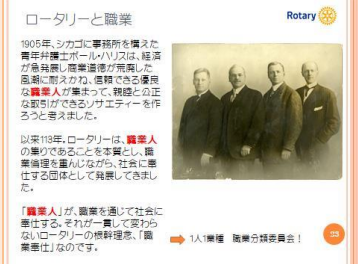 ロータリーと職業
Rotary
1905年、シカゴに事務所を構えた
青年弁護士ポール・ハリスは、経済
が急発展し商業道徳が荒廃した
風潮に耐えかね、信頼できる優良
な職業人が集まって、親睦と公正
な取引ができるソサエティーを作
ろうと考えました。
以来113年。ロータリーは、職業人
の集りであることを本質とし、職
業倫理を重んじながら、社会に奉
仕する団体として発展してきまし
た。
「職業人」が、職業を通じて社会に
奉仕する。それが一貫して変わら
ないロータリーの根幹理念、「職
業奉仕」なのです。
1人1業種 職業分類委員会！
33